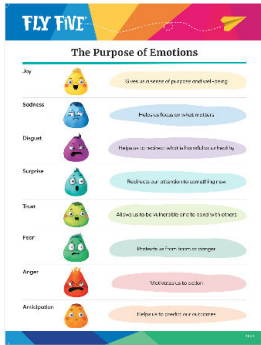 FLY FIVE
The Purpose of Emotions
Joy
Gives us a sense of purpose and well-being
Sadness
Helps us focus on what matters
Disgust
Helps us to redirect what is harmful or unhealthy
Surprise
Redirects our attention to something new
Trust
Allows us to be vulnerable and to bond with others
Fear
Protects us from harm or danger
Anger
Motivates us to action
Anticipation
Helps us to predict our outcomes